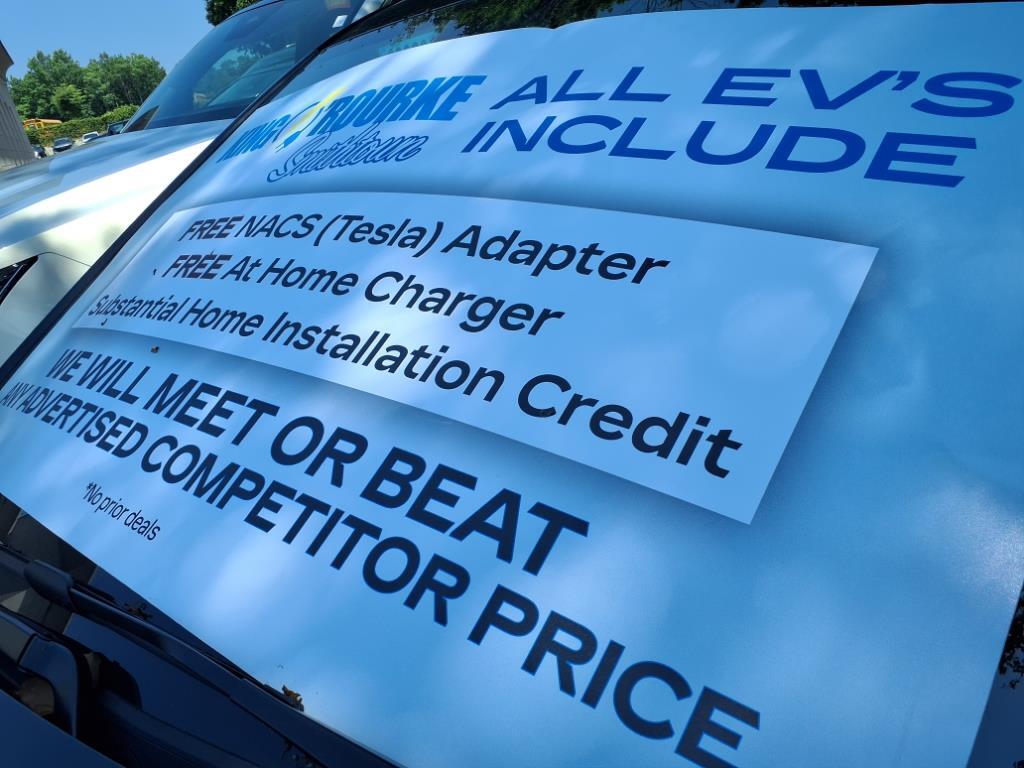 ROURKE
Smithtown
ALL EV'S
INCLUDE
FREE NACS (Tesla) Adapter
FREE At Home Charger
Substantial Home Installation Credit
WE WILL MEET OR BEAT
ANY ADVERTISED COMPETITOR PRICE
*No prior deals